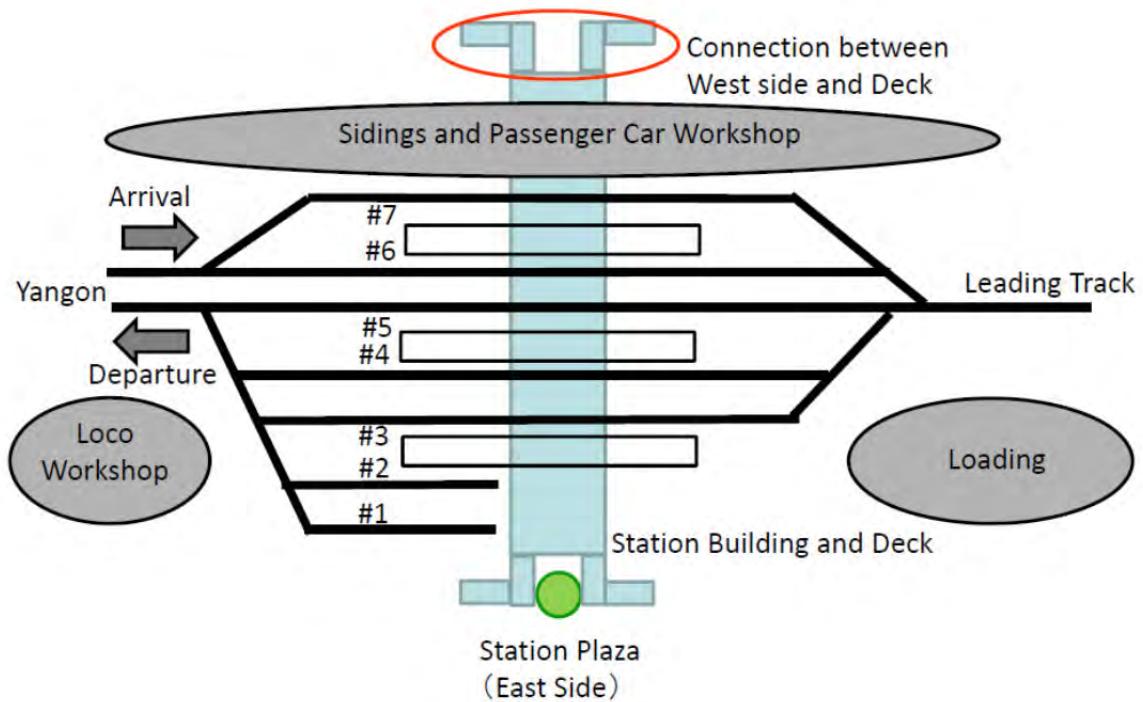 Connection between
West side and Deck
Sidings and Passenger Car Workshop
Arrival
#7
#6
Yangon
Leading Track
#5
#4
Departure
Loco
Workshop
#3
#2
Loading
#1
Station Building and Deck
Station Plaza
（East Side）